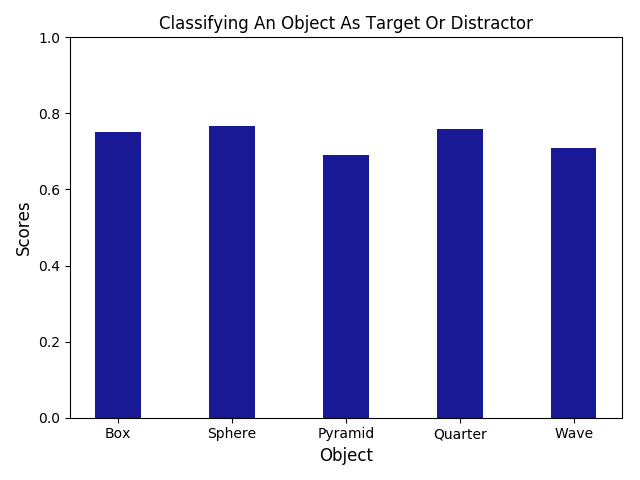 Classifying An Object As Target Or Distractor
1.0
0.8
0.6
0.4
0.2
0.0
Scores
Box Sphere Pyramid Quarter Wave
Object